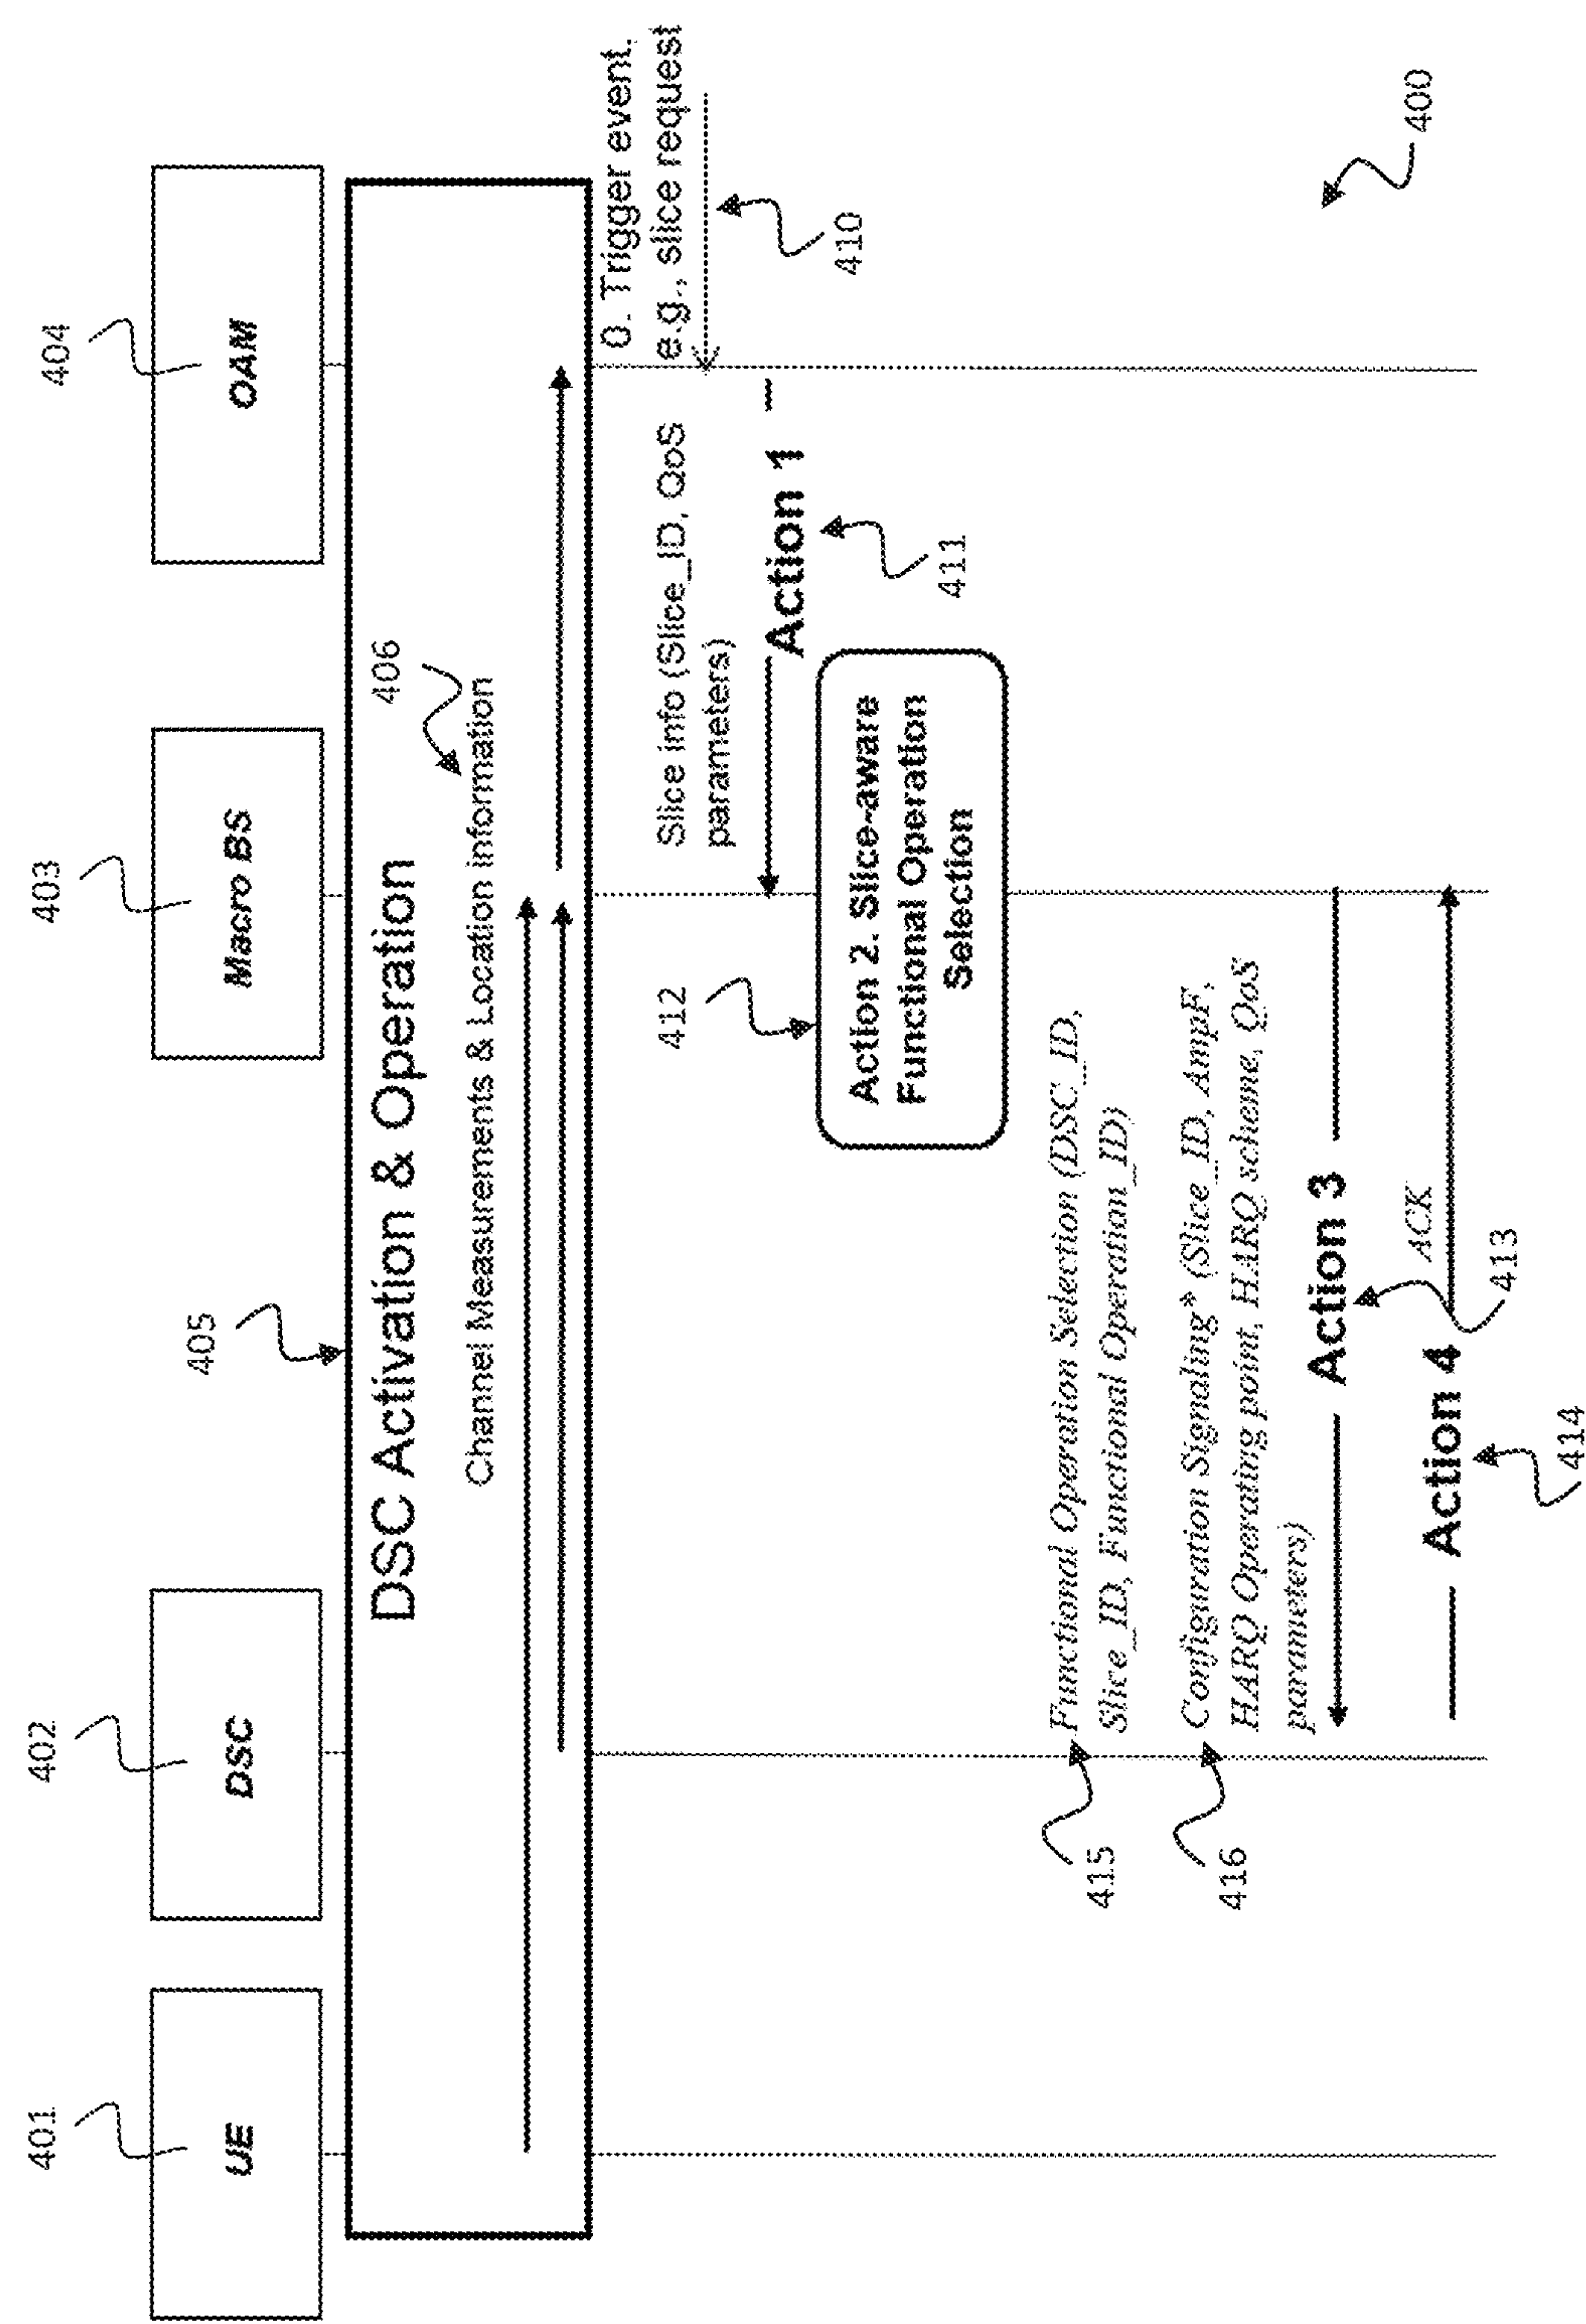 401
402
403
404
UE
DSC
Macro BS
OAM
405
DSC Activation & Operation
406
Channel Measurements & Location information
0. Trigger event,
e.g., slice request
410
Slice info (Slice_ID, QoS
parameters)
Action 1
411
412
Action 2. Slice-aware
Functional Operation
Selection
415
Functional Operation Selection (DSC_ID,
Slice_ID, Functional Operation_ID)
416
Configuration Signaling* (Slice_ID, AmpF,
HARQ Operating point, HARQ scheme, QoS
parameters)
Action 3
ACK
413
Action 4
414
400